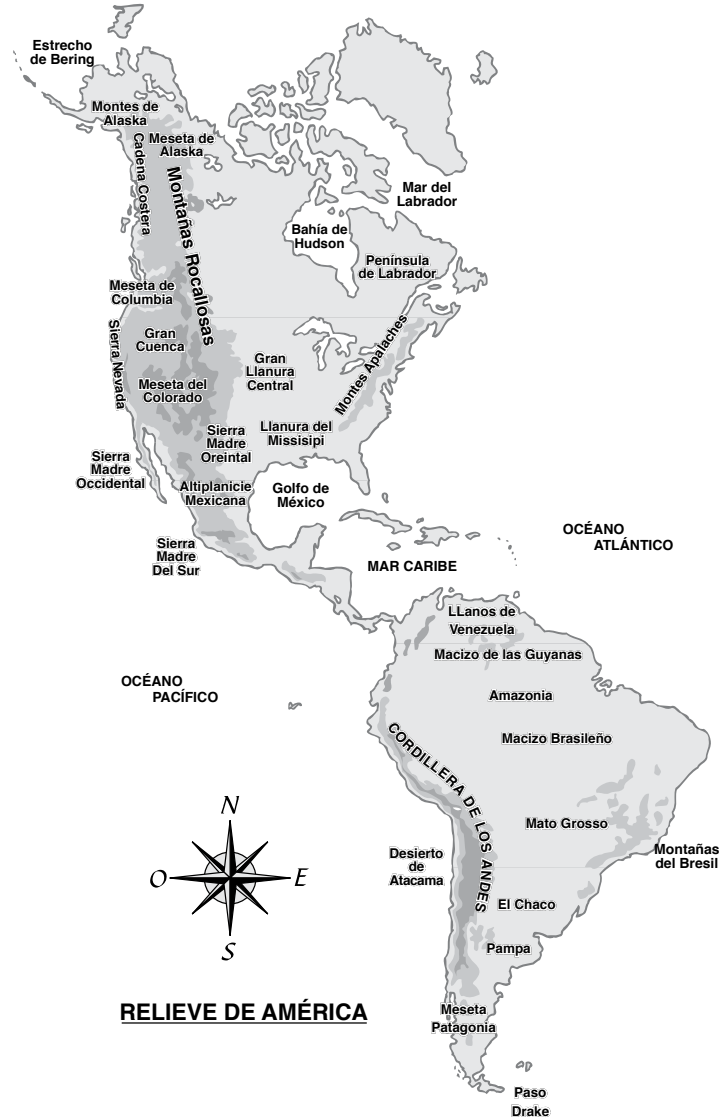 Estrecho
de Bering
Montes de
Alaska
Meseta de
Alaska
Cadena Costera
Montañas Rocallosas
Mar del
Labrador
Bahía de
Hudson
Península
de Labrador
Meseta de
Columbia
Gran
Cuenca
Sierra Nevada
Gran
Llanura
Central
Montes Apalaches
Meseta del
Colorado
Sierra
Madre
Oreintal
Llanura del
Missisipi
Sierra
Madre
Occidental
Altiplanicie
Mexicana
Golfo de
México
Sierra
Madre
Del Sur
MAR CARIBE
OCÉANO
ATLÁNTICO
LLanos de
Venezuela
Macizo de las Guyanas
OCÉANO
PACÍFICO
Amazonia
Macizo Brasileño
CORDILLERA DE LOS ANDES
Mato Grosso
Montañas
del Bresil
Desierto
de
Atacama
El Chaco
Pampa
N
O
E
S
RELIEVE DE AMÉRICA
Meseta
Patagonia
Paso
Drake